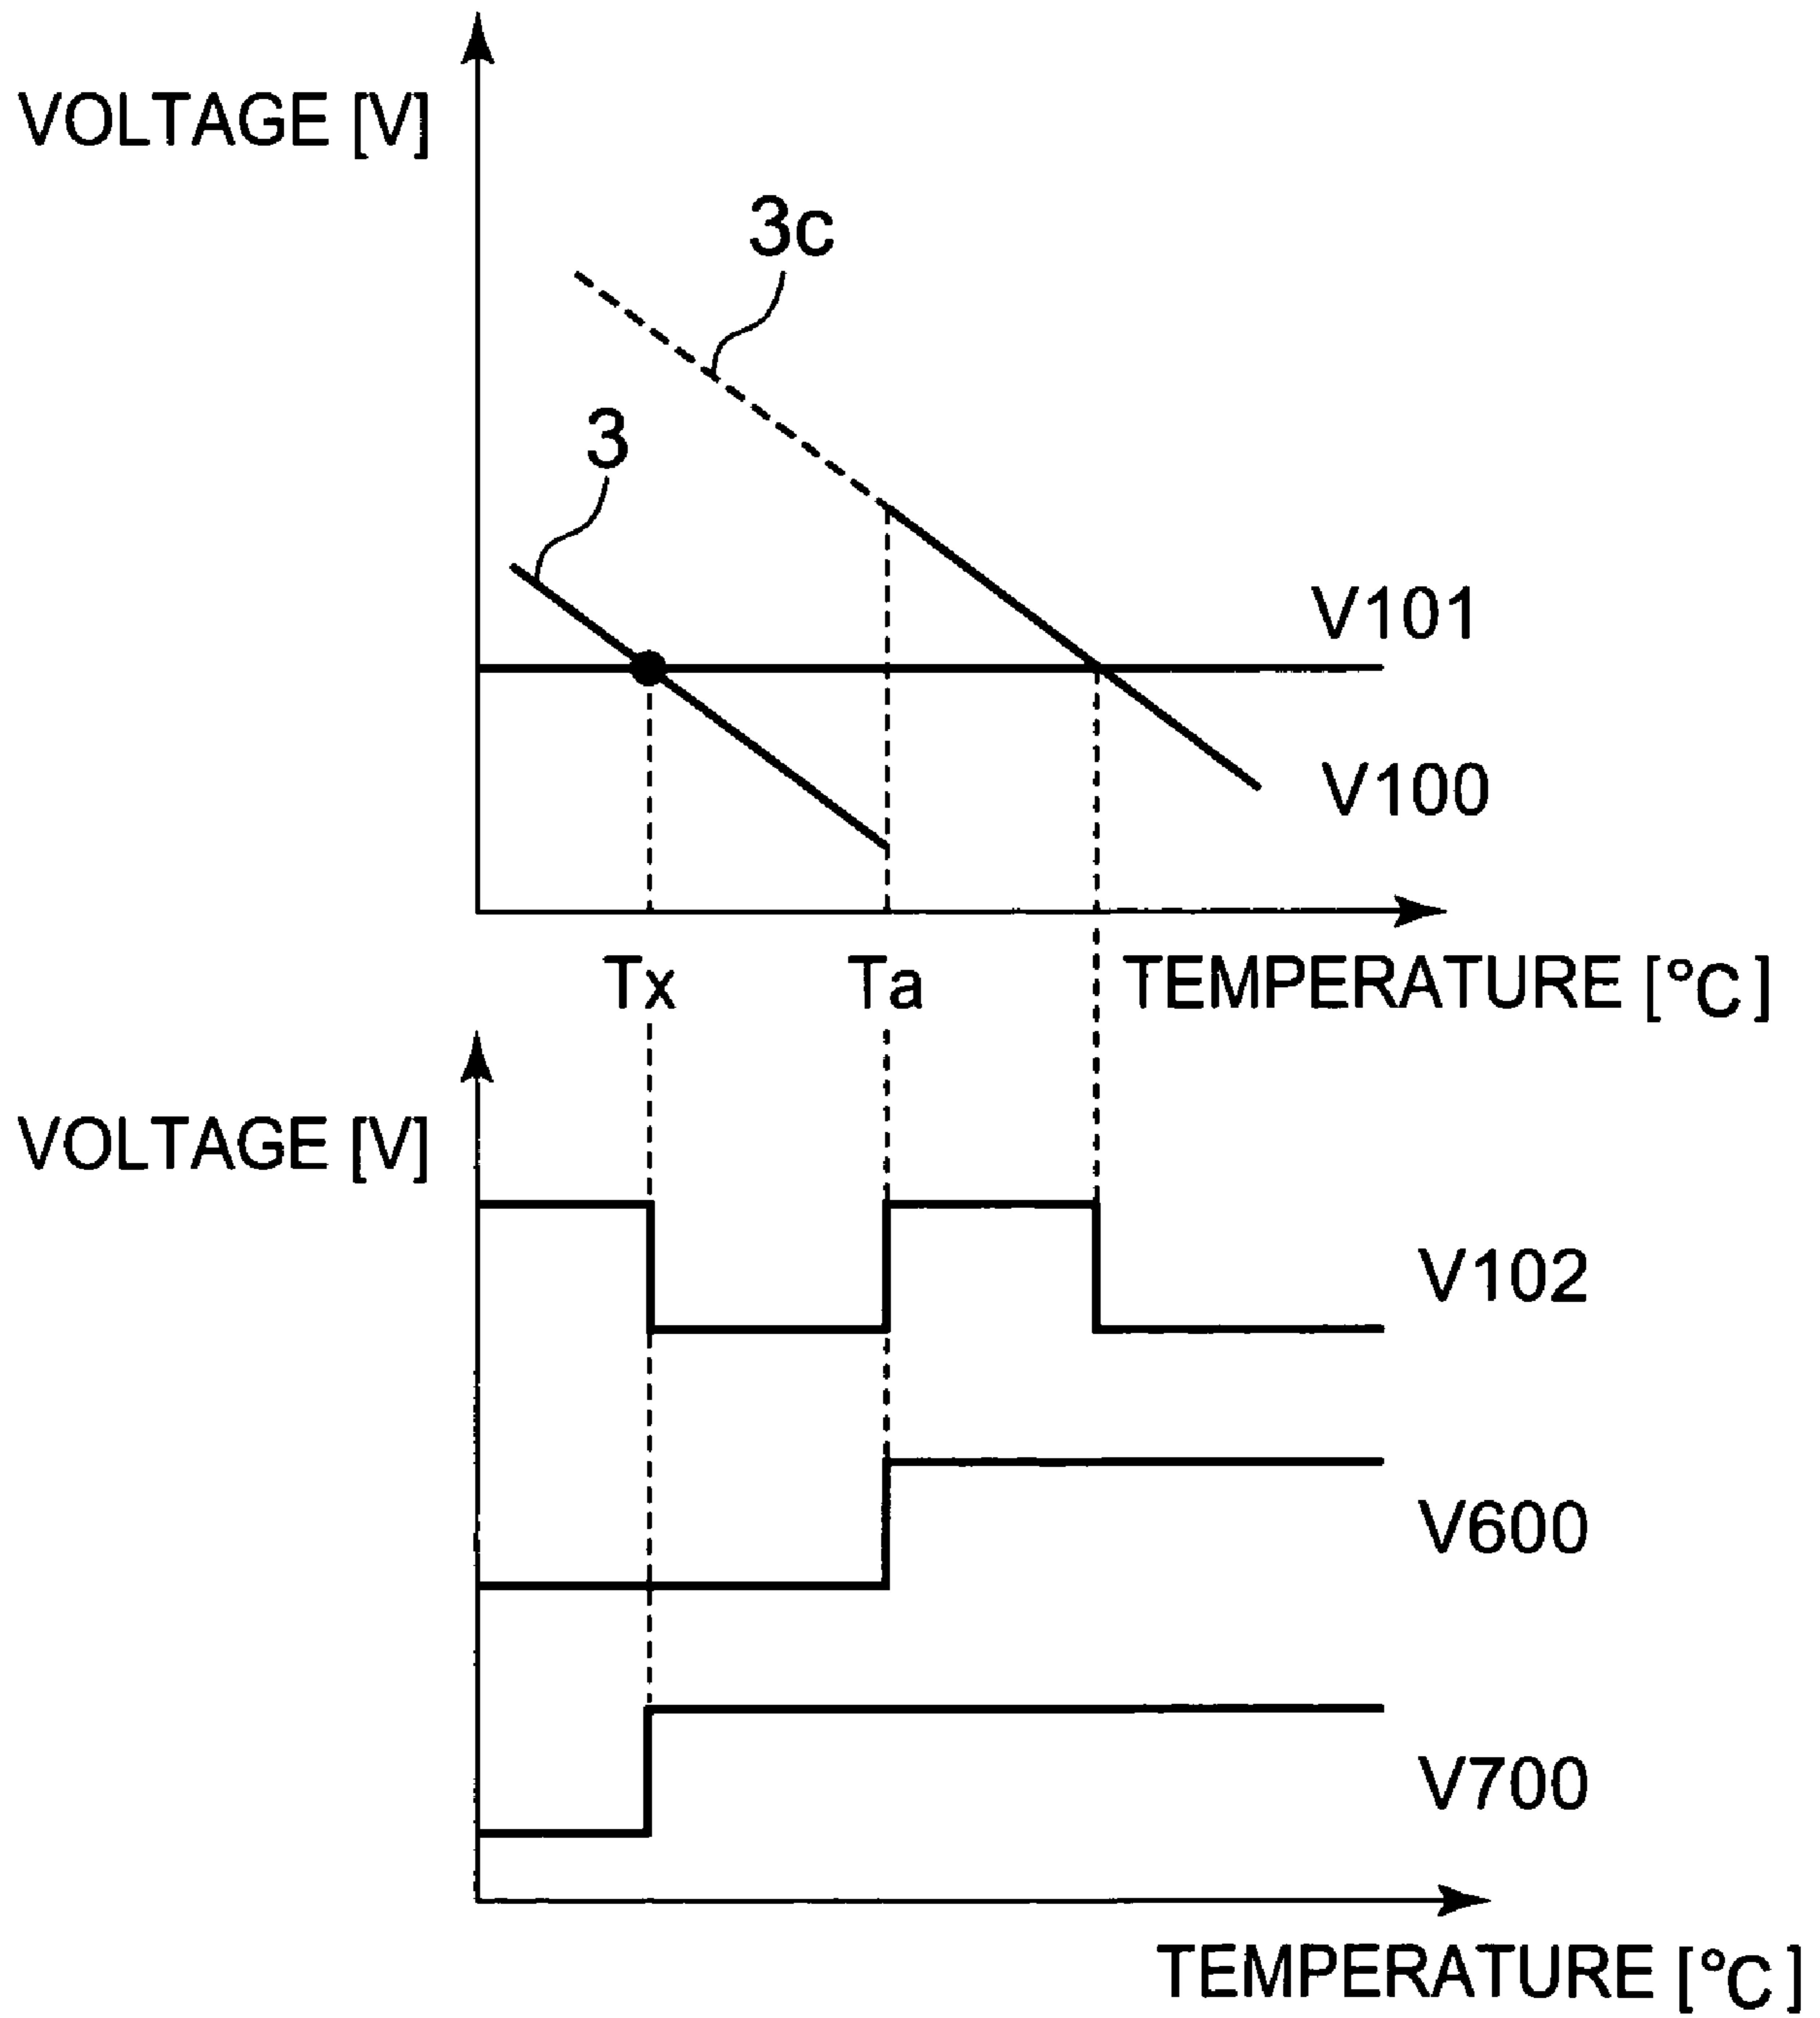 VOLTAGE [V]
3c
3
V101
V100
Tx
Ta
TEMPERATURE [°C]
VOLTAGE [V]
V102
V600
V700
TEMPERATURE [°C]